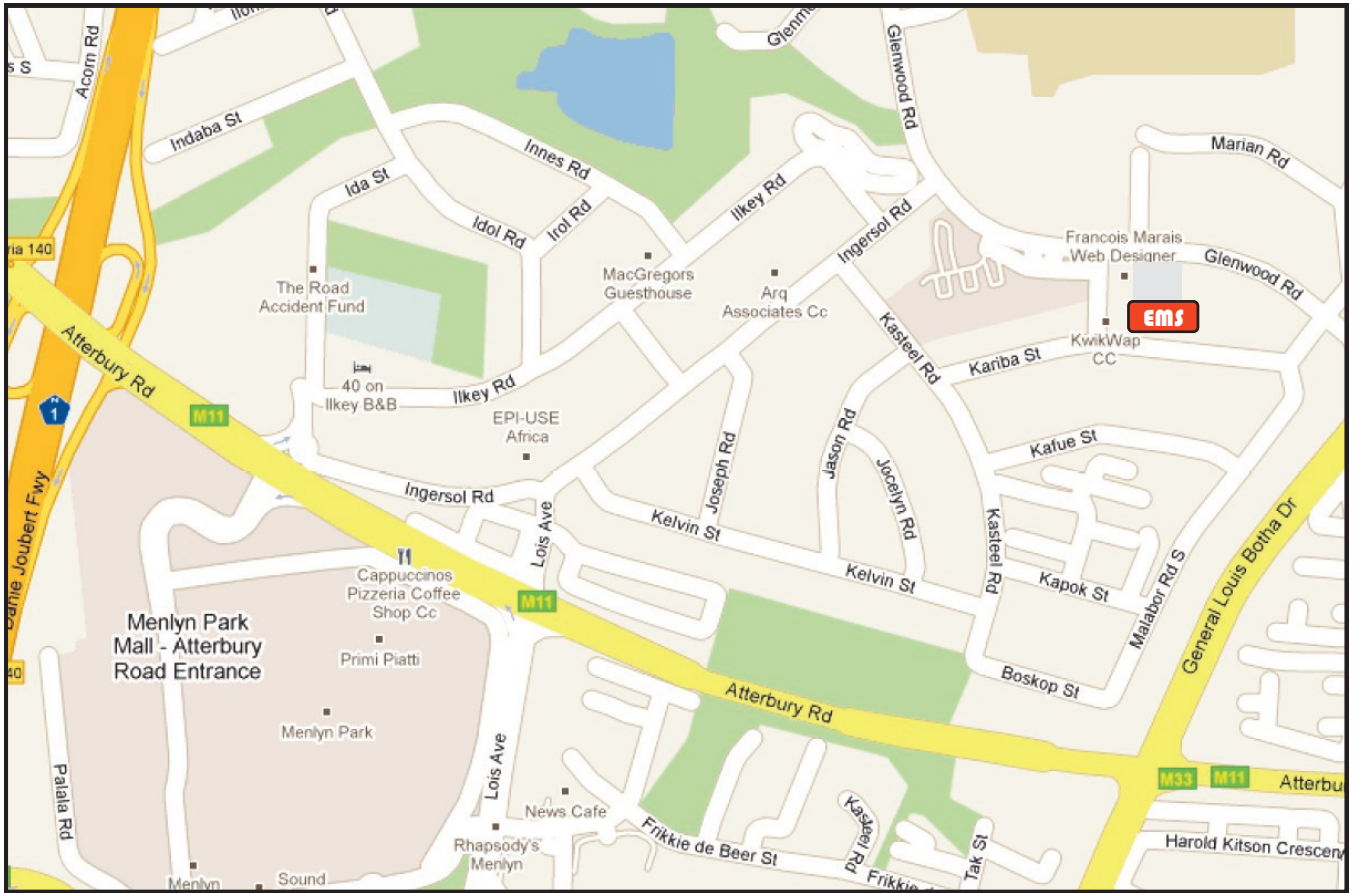 Acorn Rd
Indaba St
Glenwood Rd
Marian Rd
Innes Rd
Ida St
Ilkey Rd
Irol Rd
Idol Rd
Ingersol Rd
Francois Marais
Web Designer
Glenwood Rd
The Road
Accident Fund
MacGregors
Guesthouse
Arq
Associates Cc
EMS
KwikWap
CC
Kasteel Rd
Kariba St
Atterbury Rd
N
1
M11
40 on
Ilkey B&B
Ilkey Rd
EPI-USE
Africa
Joseph Rd
Jason Rd
Jocelyn Rd
Kafue St
Ingersol Rd
Lois Ave
Kelvin St
Kelvin St
Kasteel Rd
Kapok St
Malabor Rd S
General Louis Botha Dr
Danie Joubert Fwy
Cappuccinos
Pizzeria Coffee
Shop Cc
M11
Menlyn Park
Mall - Atterbury
Road Entrance
Primi Piatti
Menlyn Park
Boskop St
Atterbury Rd
M33
M11
Lois Ave
Palala Rd
News Cafe
Rhapsody's
Menlyn
Frikkie de Beer St
Kasteel Rd
Tak St
Harold Kitson
Menlyn
Sound